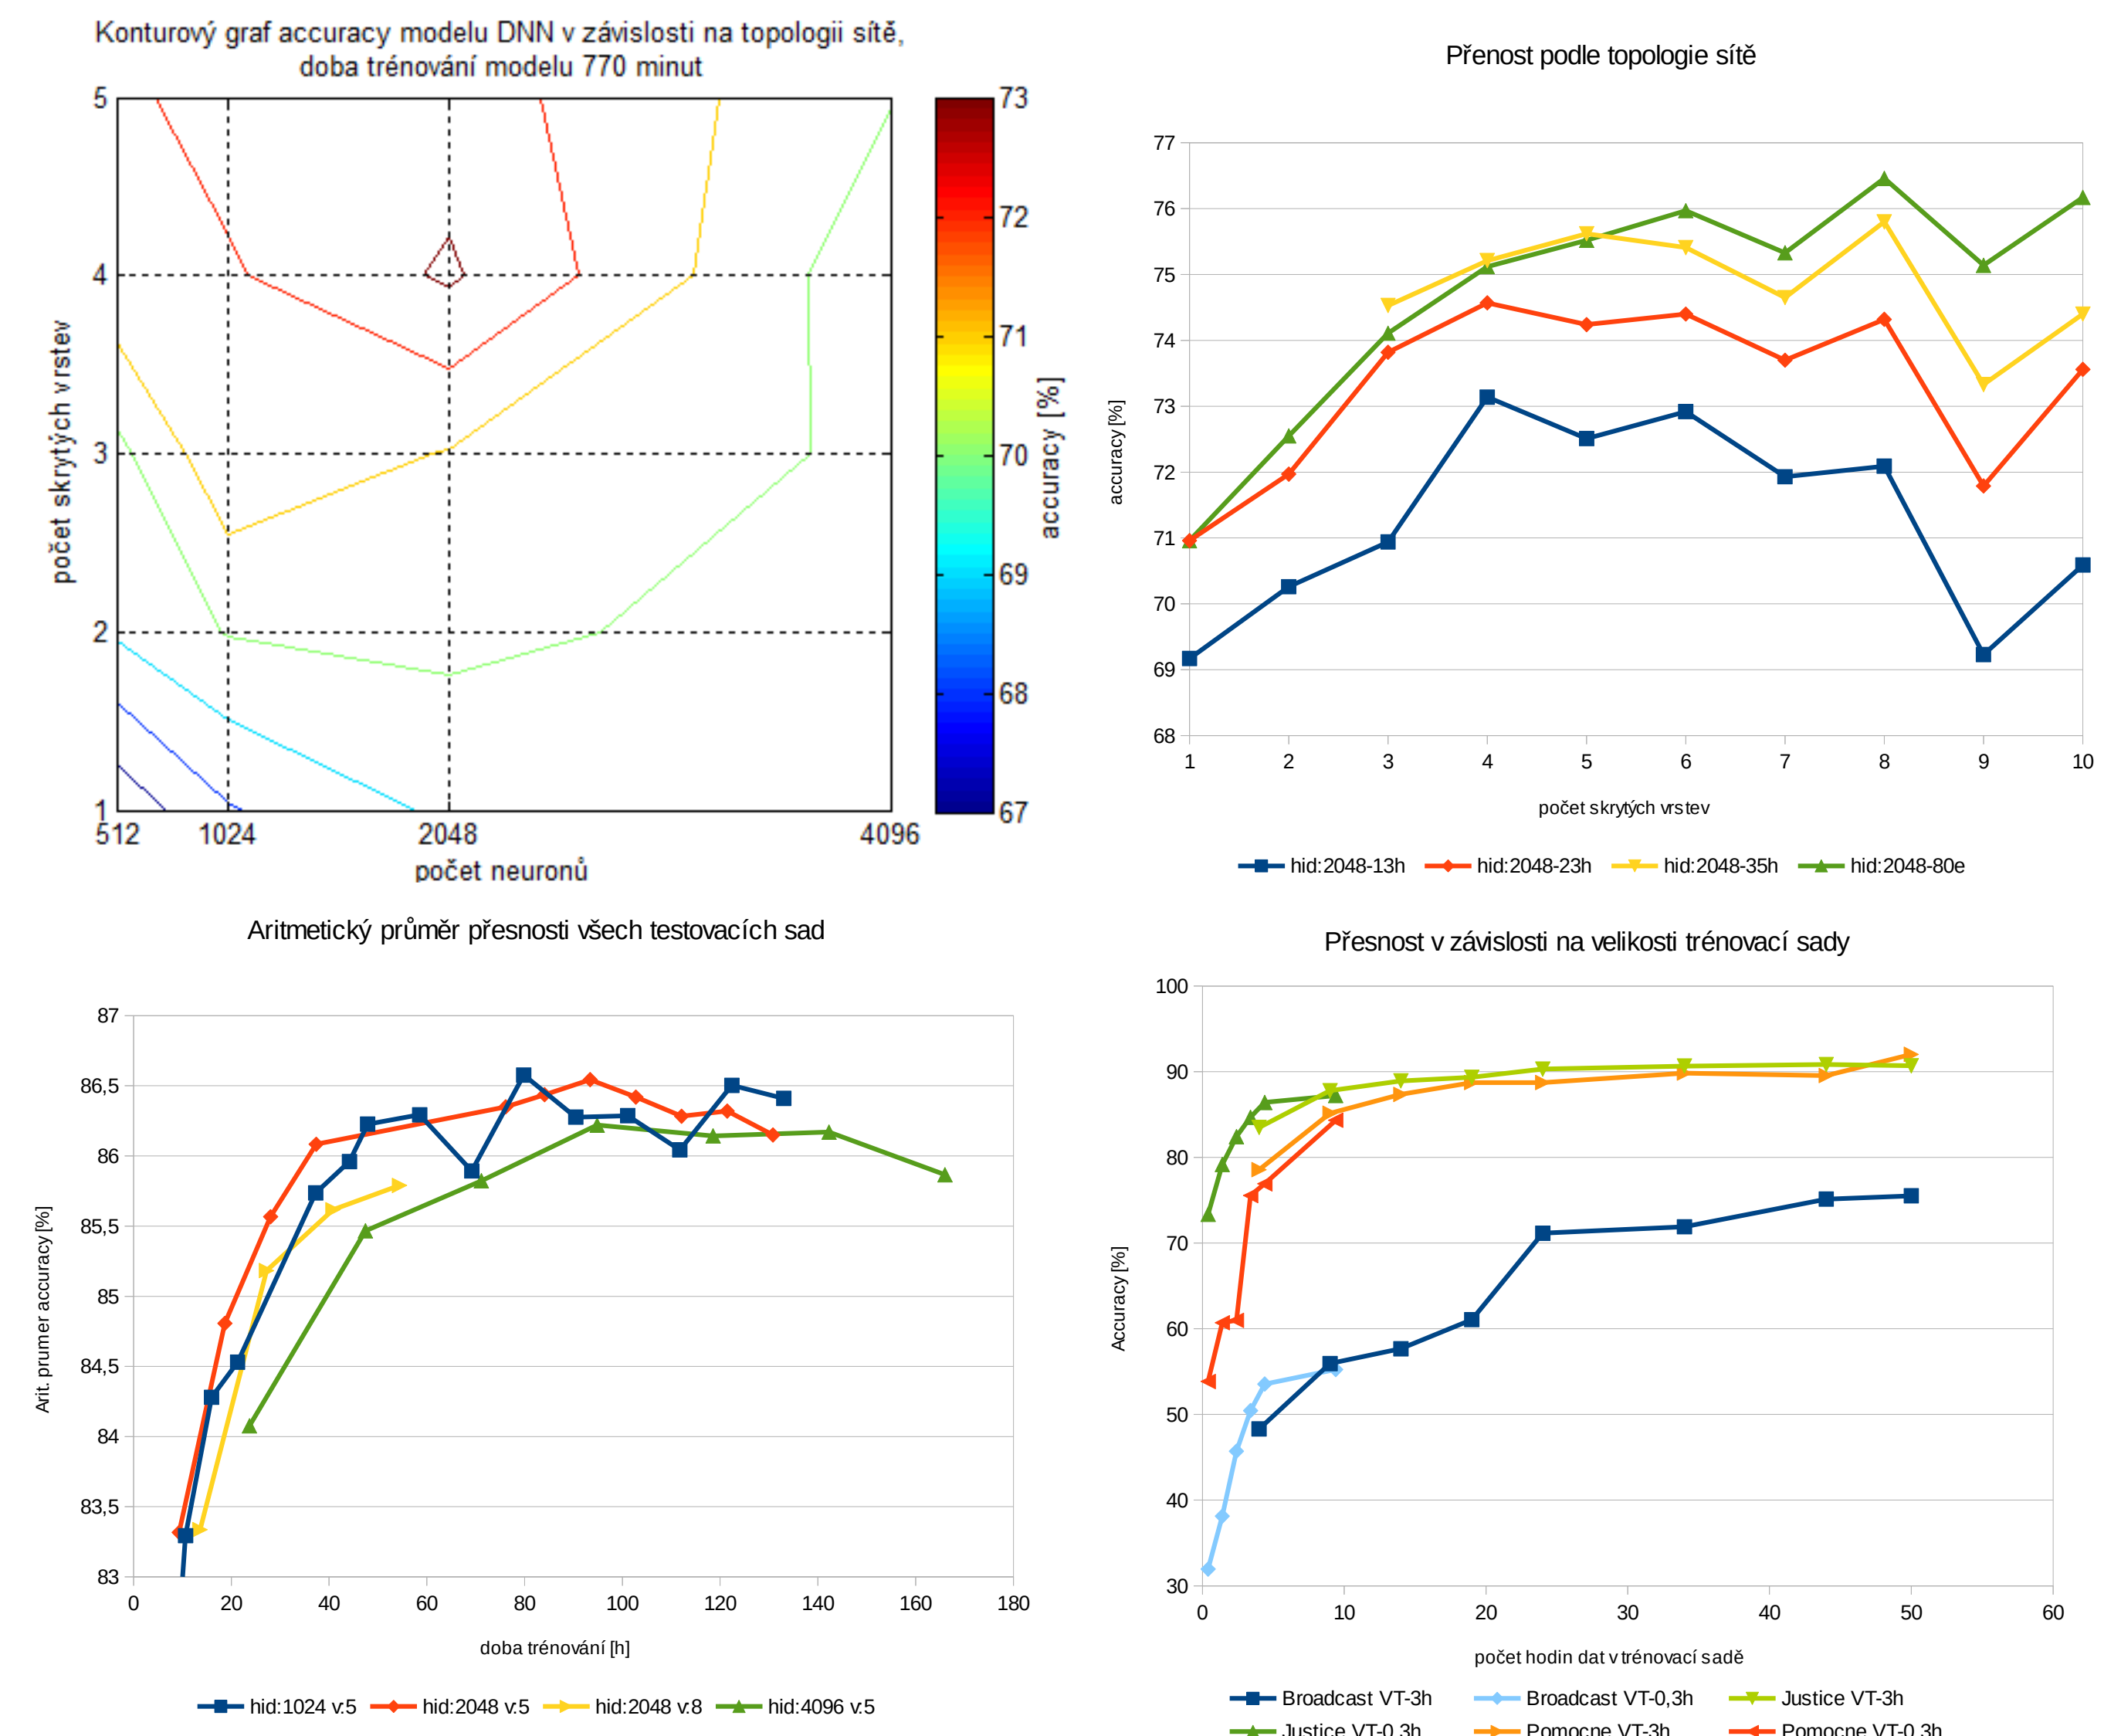 Konturový graf accuracy modelu DNN v závislosti na topologii sítě,
doba trénování modelu 770 minut
5
4
3
2
1
počet skrytých vrstev
512 1024 2048 4096
počet neuronů
73
72
71
70
69
68
67
accuracy [%]
Přenost podle topologie sítě
77
76
75
74
73
72
71
70
69
68
accuracy [%]
1 2 3 4 5 6 7 8 9 10
počet skrytých vrstev
hid:2048-13h hid:2048-23h hid:2048-35h hid:2048-80e
Aritmetický průměr přesnosti všech testovacích sad
87
86,5
86
85,5
85
84,5
84
83,5
83
Arit. prumer accuracy [%]
0 20 40 60 80 100 120 140 160 180
doba trénování [h]
hid:1024 v:5 hid:2048 v:5 hid:2048 v:8 hid:4096 v:5
Přesnost v závislosti na velikosti trénovací sady
100
90
80
70
60
50
40
30
Accuracy [%]
0 10 20 30 40 50 60
počet hodin dat v trénovací sadě
Broadcast VT-3h Broadcast VT-0,3h Justice VT-3h
Justice VT-0,3h Pomocne VT-3h Pomocne VT-0,3h